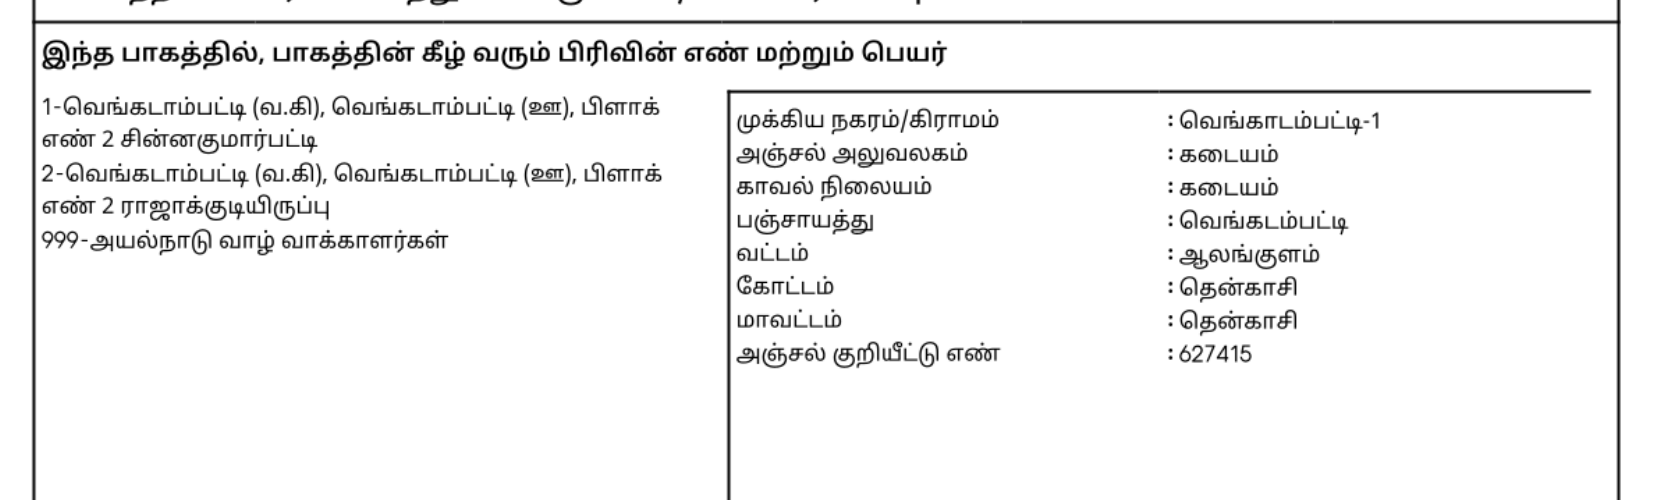 இந்த பாகத்தில், பாகத்தின் கீழ் வரும் பிரிவின் எண் மற்றும் பெயர்
1-வெங்கடாம்பட்டி (வ.கி), வெங்கடாம்பட்டி (ஊ), பிளாக்
எண் 2 சின்னகுமார்பட்டி
2-வெங்கடாம்பட்டி (வ.கி), வெங்கடாம்பட்டி (ஊ), பிளாக்
எண் 2 ராஜாக்குடியிருப்பு
999-அயல்நாடு வாழ் வாக்காளர்கள்
முக்கிய நகரம்/கிராமம் : வெங்காடம்பட்டி-1
அஞ்சல் அலுவலகம் : கடையம்
காவல் நிலையம் : கடையம்
பஞ்சாயத்து : வெங்கடம்பட்டி
வட்டம் : ஆலங்குளம்
கோட்டம் : தென்காசி
மாவட்டம் : தென்காசி
அஞ்சல் குறியீட்டு எண் : 627415